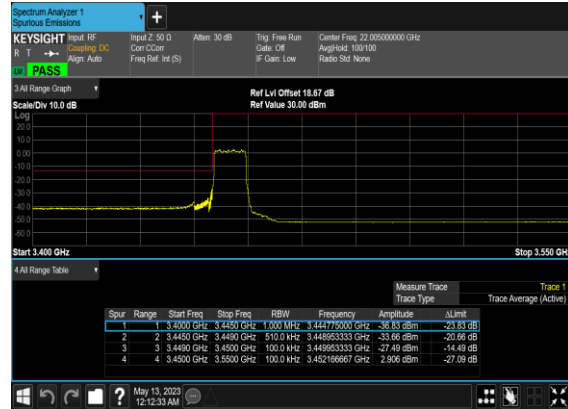 Spectrum Analyzer 1
Spurious Emissions
KEYSIGHT Input: RF Input Z: 50 Ω Atten: 30 dB Trig: Free Run Center Freq: 22.005000000 GHz
R T Coupling: DC Corr CCorr Gate: Off Avg|Hold: 100/100
Align: Auto Freq Ref: Int (S) IF Gain: Low Radio Std: None
PASS
3 All Range Graph
Ref Lvl Offset 18.67 dB
Scale/Div 10.0 dB Ref Value 30.00 dBm
Log
20.0
10.0
0.00
-10.0
-20.0
-30.0
-40.0
-50.0
-60.0
Start 3.400 GHz Stop 3.550 GHz
4 All Range Table
Measure Trace Trace 1
Trace Type Trace Average (Active)
Spur Range Start Freq Stop Freq RBW Frequency Amplitude ΔLimit
1 1 3.4000 GHz 3.4450 GHz 1.000 MHz 3.444775000 GHz -36.83 dBm -23.83 dB
2 2 3.4450 GHz 3.4490 GHz 510.0 kHz 3.448953333 GHz -33.66 dBm -20.66 dB
3 3 3.4490 GHz 3.4500 GHz 100.0 kHz 3.449953333 GHz -27.49 dBm -14.49 dB
4 4 3.4500 GHz 3.5500 GHz 100.0 kHz 3.452166667 GHz 2.906 dBm -27.09 dB
? May 13, 2023
12:12:33 AM